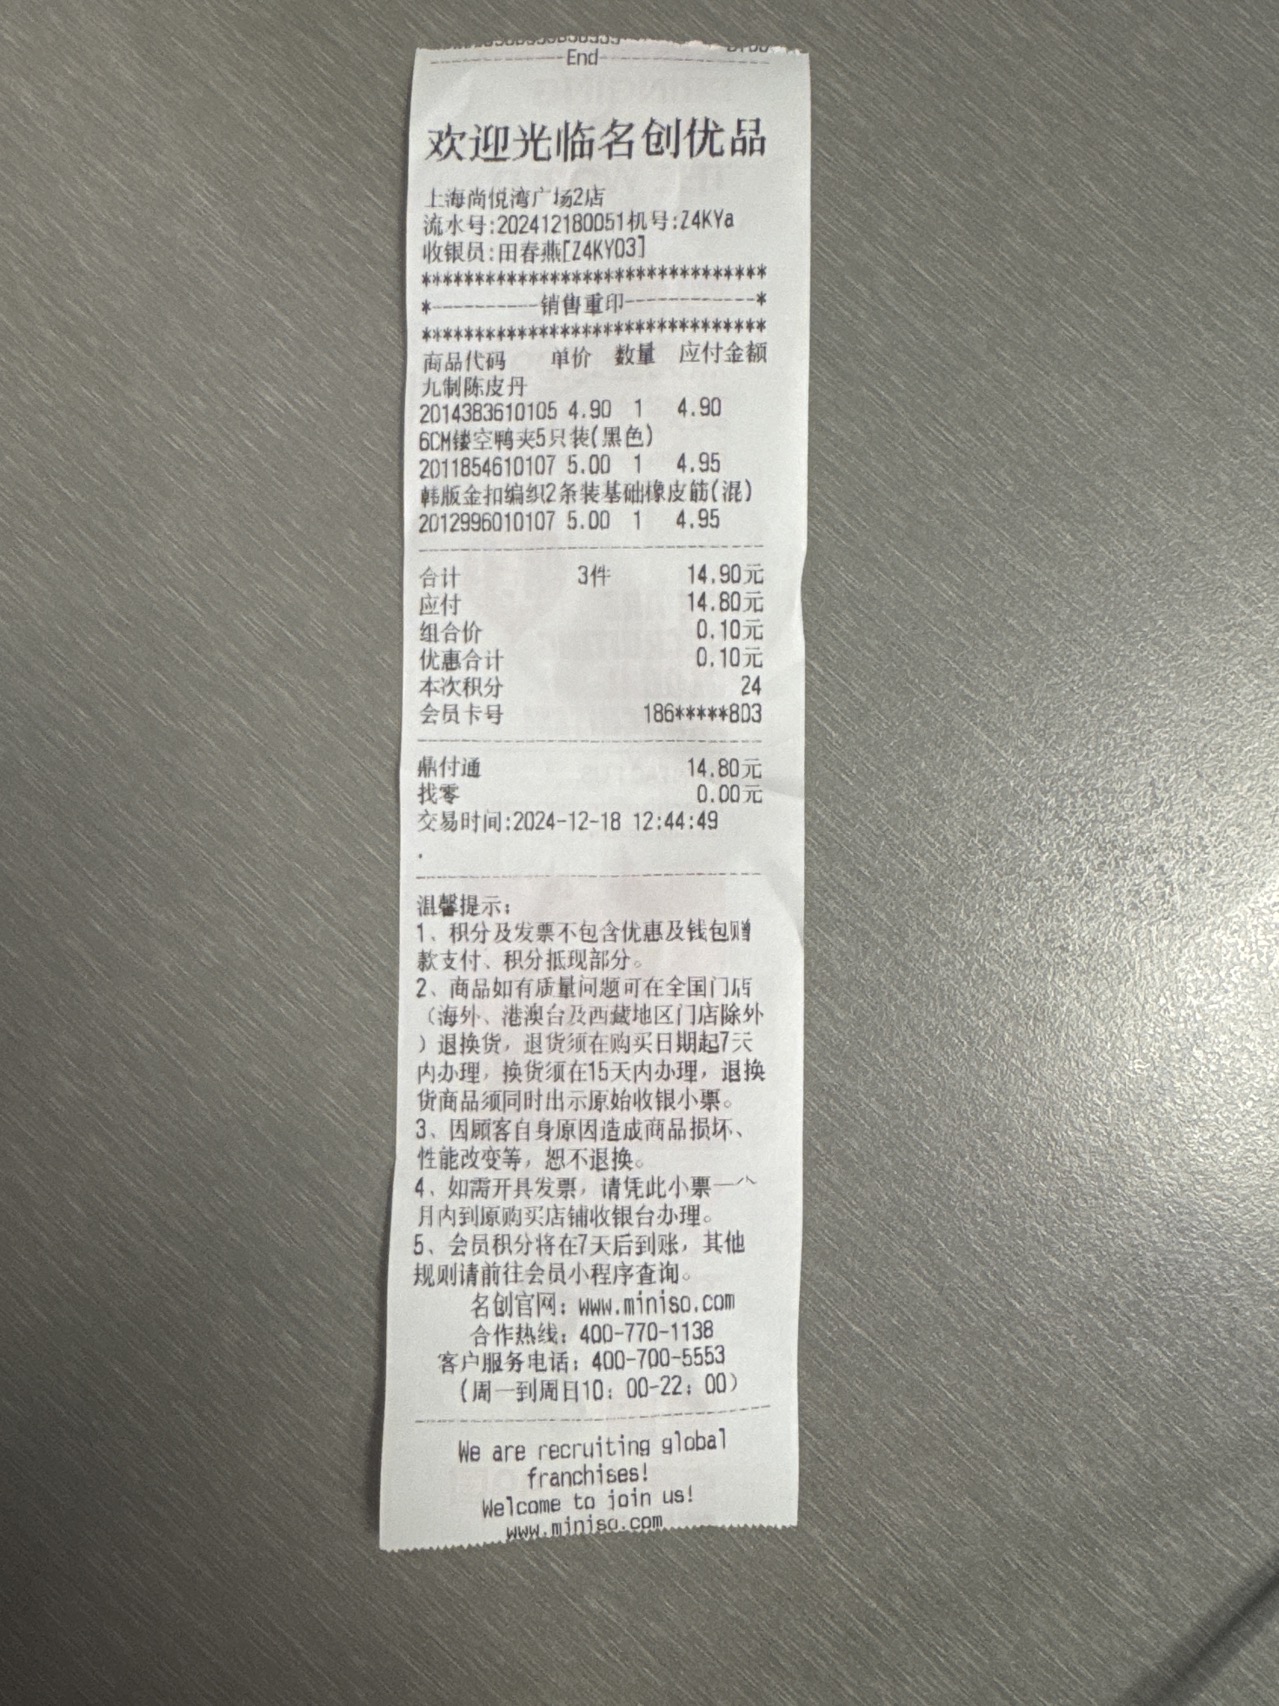 End
欢迎光临名创优品
上海尚悦湾广场2店
流水号:202412180051机号:Z4KYa
收银员:田春燕[Z4KY03]
********************************
*----------销售重印------------*
********************************
商品代码 单价 数量 应付金额
九制陈皮丹
2014383610105 4.90 1 4.90
6CM镂空鸭夹5只装(黑色)
2011854610107 5.00 1 4.95
韩版金扣编织2条装基础橡皮筋(混)
2012996010107 5.00 1 4.95
合计 3件 14.90元
应付 14.80元
组合价 0.10元
优惠合计 0.10元
本次积分 24
会员卡号 186*****803
鼎付通 14.80元
找零 0.00元
交易时间:2024-12-18 12:44:49
.
温馨提示:
1、积分及发票不包含优惠及钱包赠
款支付、积分抵现部分。
2、商品如有质量问题可在全国门店
（海外、港澳台及西藏地区门店除外
）退换货，退货须在购买日期起7天
内办理，换货须在15天内办理，退换
货商品须同时出示原始收银小票。
3、因顾客自身原因造成商品损坏、
性能改变等，恕不退换。
4、如需开具发票，请凭此小票一个
月内到原购买店铺收银台办理。
5、会员积分将在7天后到账，其他
规则请前往会员小程序查询。
名创官网：www.miniso.com
合作热线：400-770-1138
客户服务电话：400-700-5553
(周一到周日10：00-22：00)
We are recruiting global
franchises!
Welcome to join us!
www.miniso.com